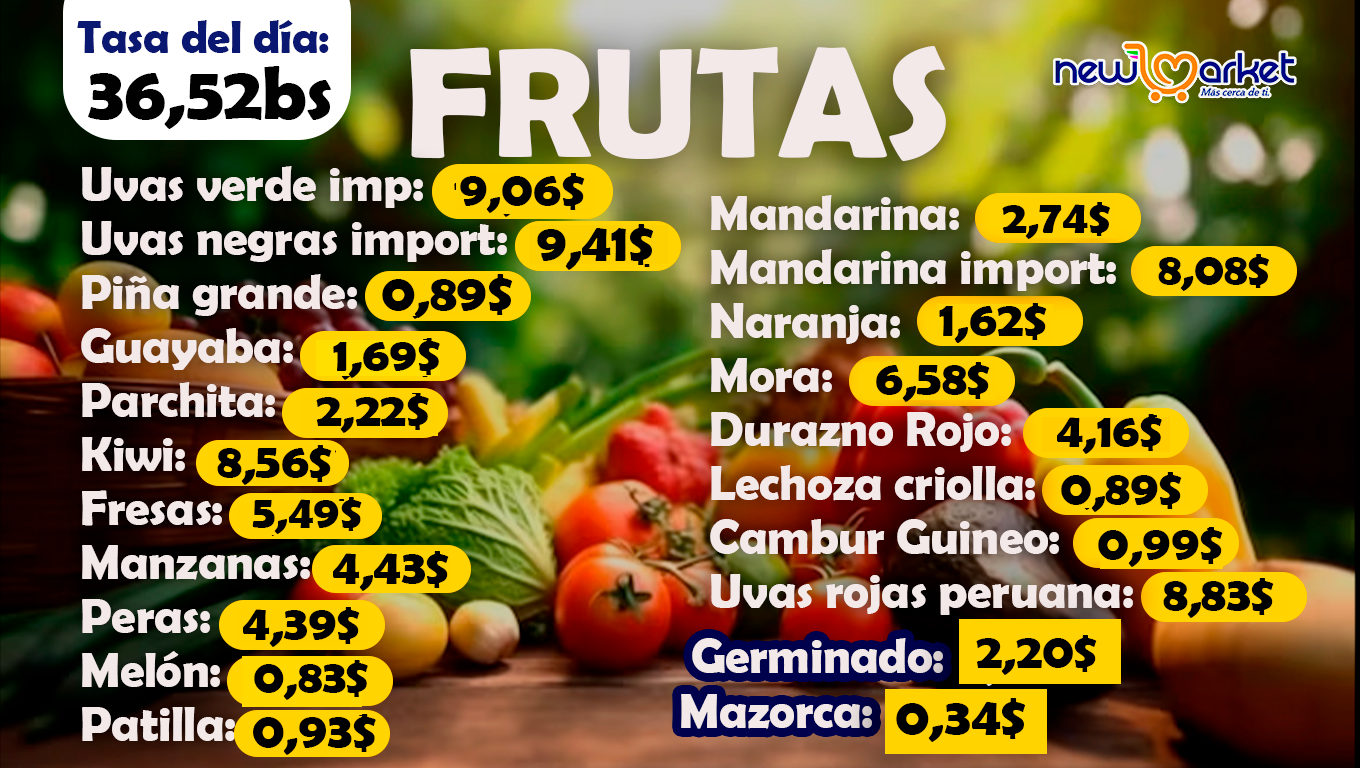 Tasa del día:
36,52bs
FRUTAS
new market
Más cerca de ti.
Uvas verde imp: 9,06$
Uvas negras import: 9,41$
Piña grande: 0,89$
Guayaba: 1,69$
Parchita: 2,22$
Kiwi: 8,56$
Fresas: 5,49$
Manzanas: 4,43$
Peras: 4,39$
Melón: 0,83$
Patilla: 0,93$
Mandarina: 2,74$
Mandarina import: 8,08$
Naranja: 1,62$
Mora: 6,58$
Durazno Rojo: 4,16$
Lechoza criolla: 0,89$
Cambur Guineo: 0,99$
Uvas rojas peruana: 8,83$
Germinado: 2,20$
Mazorca: 0,34$